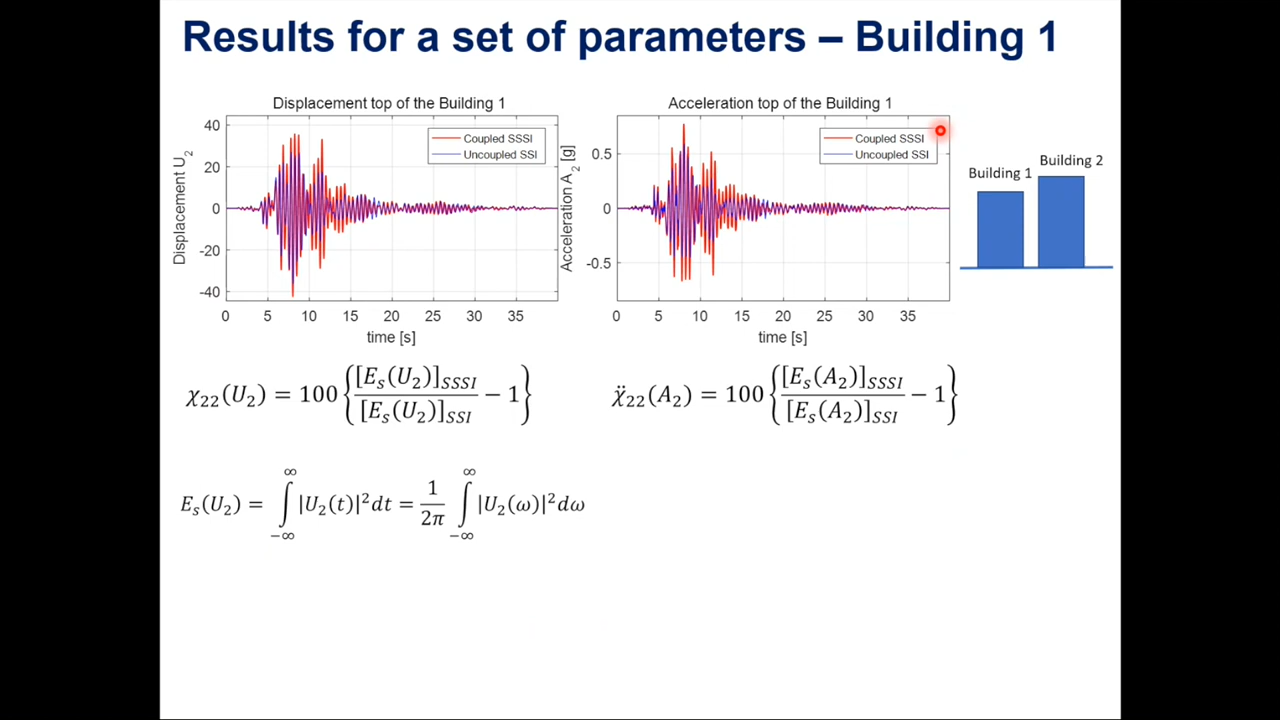 Results for a set of parameters – Building 1
Displacement top of the Building 1
40
20
0
-20
-40
Displacement U₂
Coupled SSSI
Uncoupled SSI
0 5 10 15 20 25 30 35
time [s]
Acceleration top of the Building 1
0.5
0
-0.5
Acceleration A₂ [g]
Coupled SSSI
Uncoupled SSI
0 5 10 15 20 25 30 35
time [s]
Building 1
Building 2
χ₂₂(U₂) = 100 { [Eₛ(U₂)]SSSI / [Eₛ(U₂)]SSI − 1 }
χ̈₂₂(A₂) = 100 { [Eₛ(A₂)]SSSI / [Eₛ(A₂)]SSI − 1 }
Eₛ(U₂) = ∫_{−∞}^{∞} |U₂(t)|² dt = 1/2π ∫_{−∞}^{∞} |U₂(ω)|² dω